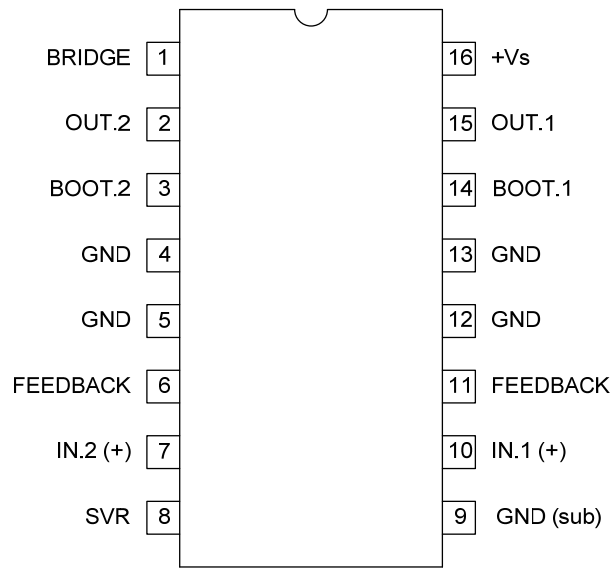 BRIDGE 1 16 +Vs
OUT.2 2 15 OUT.1
BOOT.2 3 14 BOOT.1
GND 4 13 GND
GND 5 12 GND
FEEDBACK 6 11 FEEDBACK
IN.2 (+) 7 10 IN.1 (+)
SVR 8 9 GND (sub)